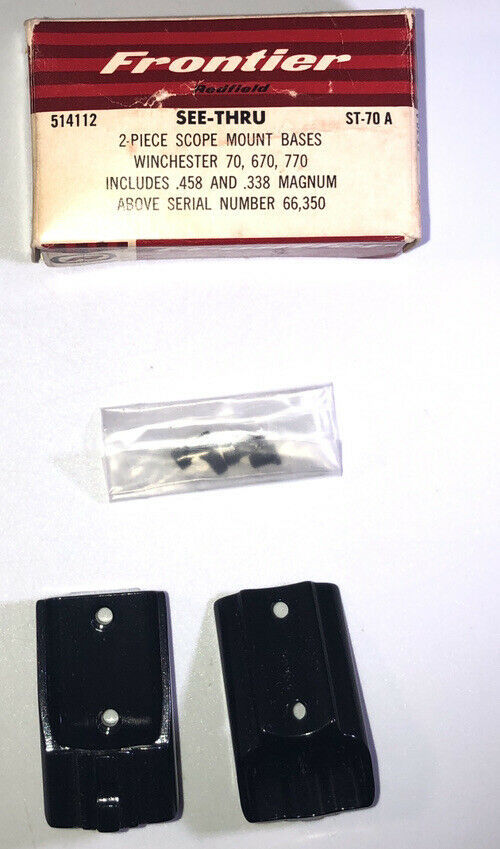 Frontier
Redfield
514112 SEE-THRU ST-70 A
2-PIECE SCOPE MOUNT BASES
WINCHESTER 70, 670, 770
INCLUDES .458 AND .338 MAGNUM
ABOVE SERIAL NUMBER 66,350